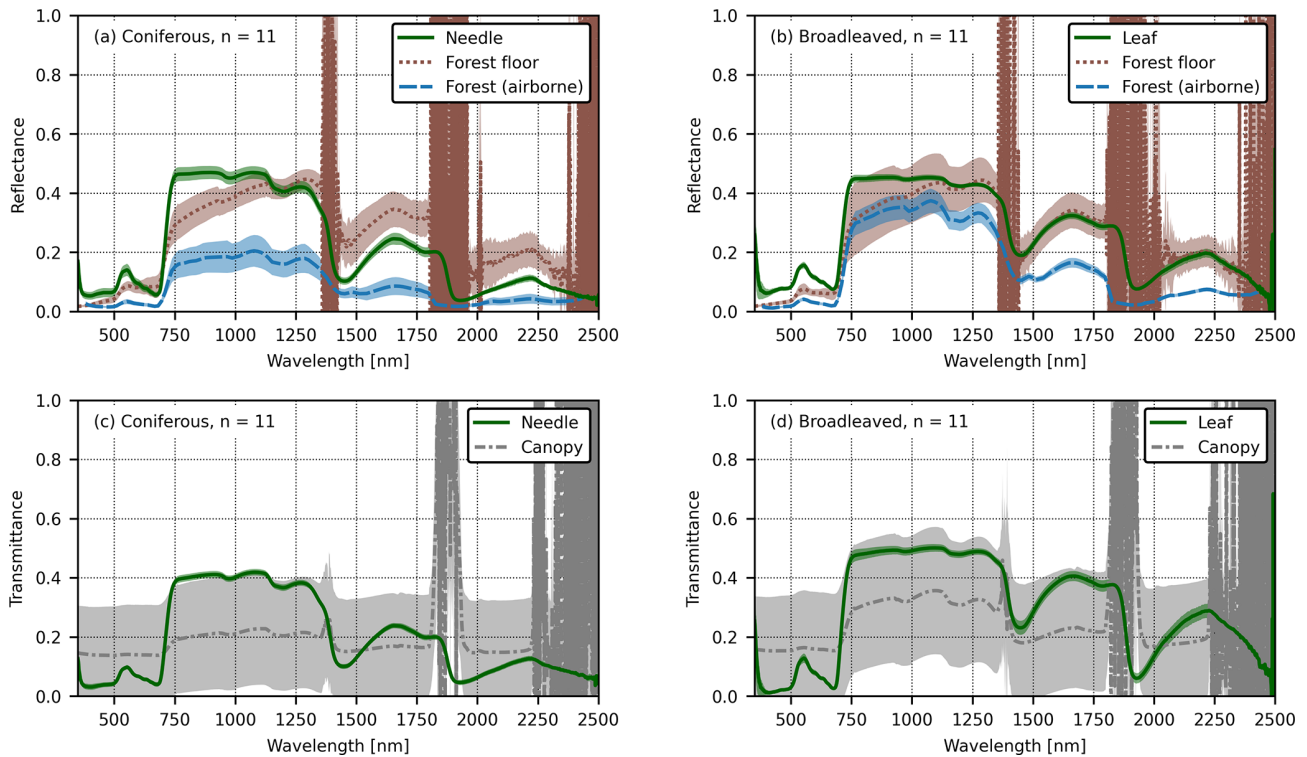 (a) Coniferous, n = 11
Needle
Forest floor
Forest (airborne)
1.0
0.8
0.6
0.4
0.2
0.0
Reflectance
500 750 1000 1250 1500 1750 2000 2250 2500
Wavelength [nm]
(b) Broadleaved, n = 11
Leaf
Forest floor
Forest (airborne)
1.0
0.8
0.6
0.4
0.2
0.0
Reflectance
500 750 1000 1250 1500 1750 2000 2250 2500
Wavelength [nm]
(c) Coniferous, n = 11
Needle
Canopy
1.0
0.8
0.6
0.4
0.2
0.0
Transmittance
500 750 1000 1250 1500 1750 2000 2250 2500
Wavelength [nm]
(d) Broadleaved, n = 11
Leaf
Canopy
1.0
0.8
0.6
0.4
0.2
0.0
Transmittance
500 750 1000 1250 1500 1750 2000 2250 2500
Wavelength [nm]